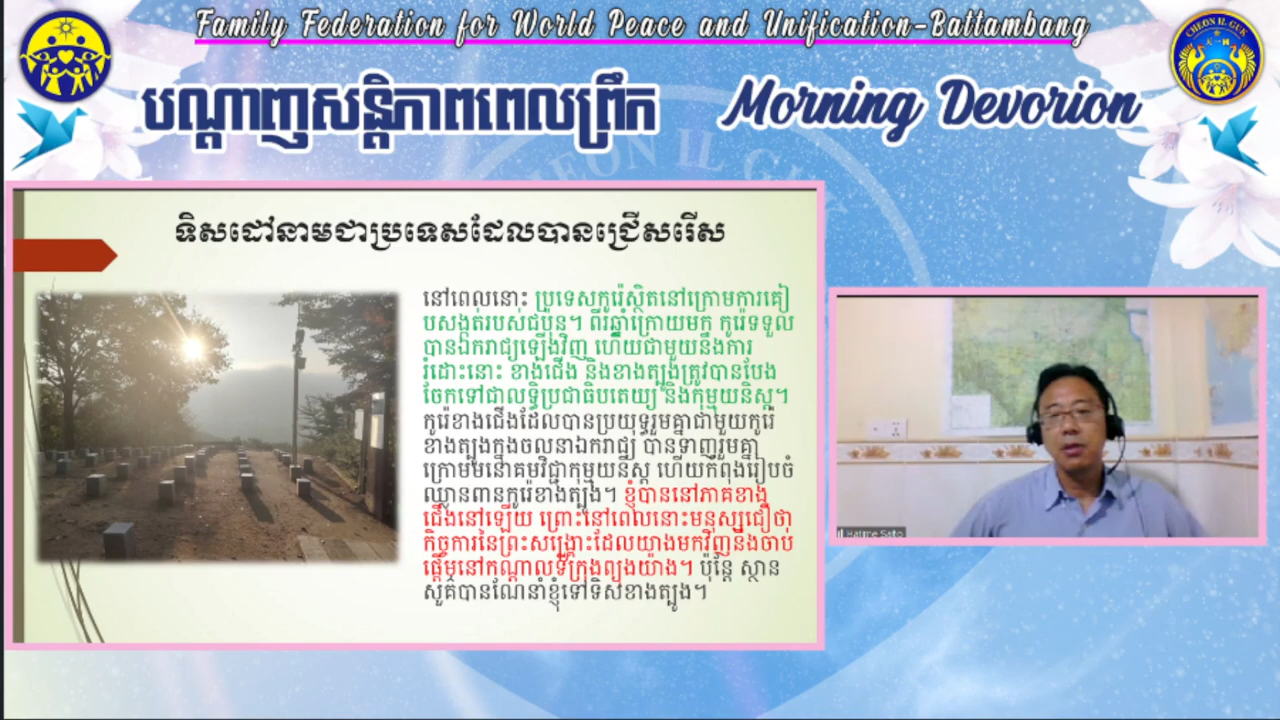 Family Federation for World Peace and Unification-Battambang
CHEON IL GUK
បណ្តាញសន្តិភាពពេលព្រឹក
Morning Devorion
CHEON IL GUK
ទិសដៅនាមជាប្រទេសដែលបានជ្រើសរើស
នៅពេលនោះ ប្រទេសកូរ៉េស្ថិតនៅក្រោមការគៀ
បសង្កត់របស់ជប៉ុន។ ពីរឆ្នាំក្រោយមក កូរ៉េទទួល
បានឯករាជ្យឡើងវិញ ហើយជាមួយនឹងការ
រំដោះនោះ ខាងជើង និងខាងត្បូងត្រូវបានបែង
ចែកទៅជាលទ្ធិប្រជាធិបតេយ្យ និងកុម្មុយនិស្ត។
កូរ៉េខាងជើងដែលបានប្រយុទ្ធរួមគ្នាជាមួយកូរ៉េ
ខាងត្បូងក្នុងចលនាឯករាជ្យ បានទាញរួមគ្នា
ក្រោមមនោគមវិជ្ជាកុម្មុយនីស្ត ហើយកំពុងរៀបចំ
ឈ្លានពានកូរ៉េខាងត្បូង។ ខ្ញុំបាននៅភាគខាង
ជើងនៅឡើយ ព្រោះនៅពេលនោះមនុស្សជឿថា
កិច្ចការនៃព្រះសង្គ្រោះដែលយាងមកវិញនឹងចាប់
ផ្តើមនៅកណ្តាលទីក្រុងព្យុងយ៉ាង។ ប៉ុន្តែ ស្ថាន
សួគ៌បានណែនាំខ្ញុំទៅទិសខាងត្បូង។
Hajime Saito